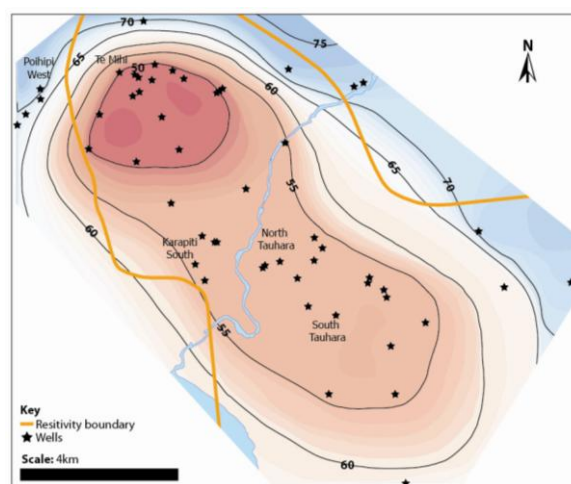 70
75
N
65
Te Mihi
Poihipi
West
50
60
65
70
55
60
North
Tauhara
Karapiti
South
55
South
Tauhara
Key
Resitivity boundary
Wells
Scale: 4km
60